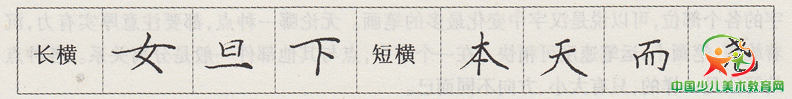 长横 女 旦 下 短横 本 天 而
中国少儿美术教育网